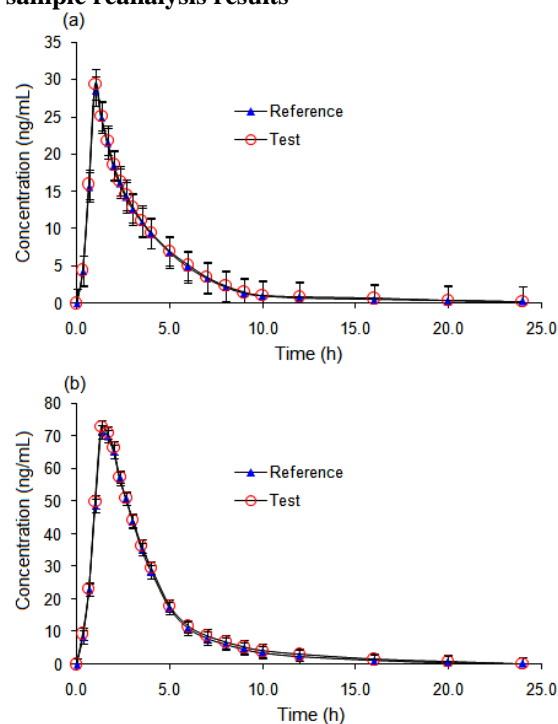 sample reanalysis results
(a)
35
30
25
20
15
10
5
0
0.0 5.0 10.0 15.0 20.0 25.0
Concentration (ng/mL)
Time (h)
Reference
Test
(b)
80
70
60
50
40
30
20
10
0
0.0 5.0 10.0 15.0 20.0 25.0
Concentration (ng/mL)
Time (h)
Reference
Test